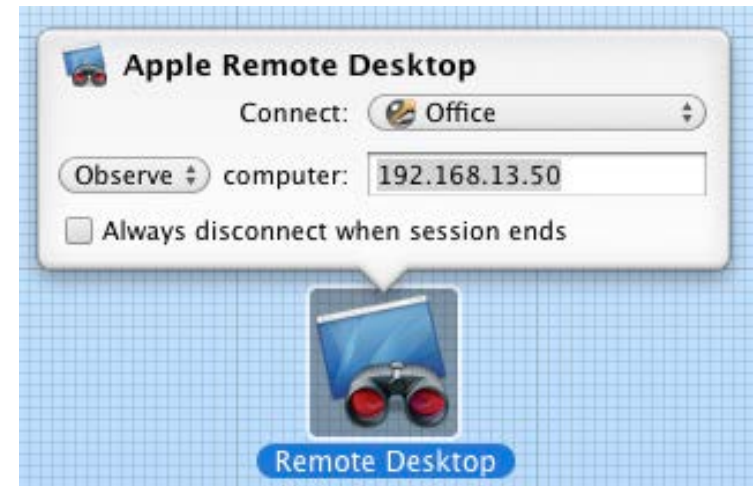 Apple Remote Desktop
Connect: Office
Observe computer: 192.168.13.50
Always disconnect when session ends
Remote Desktop